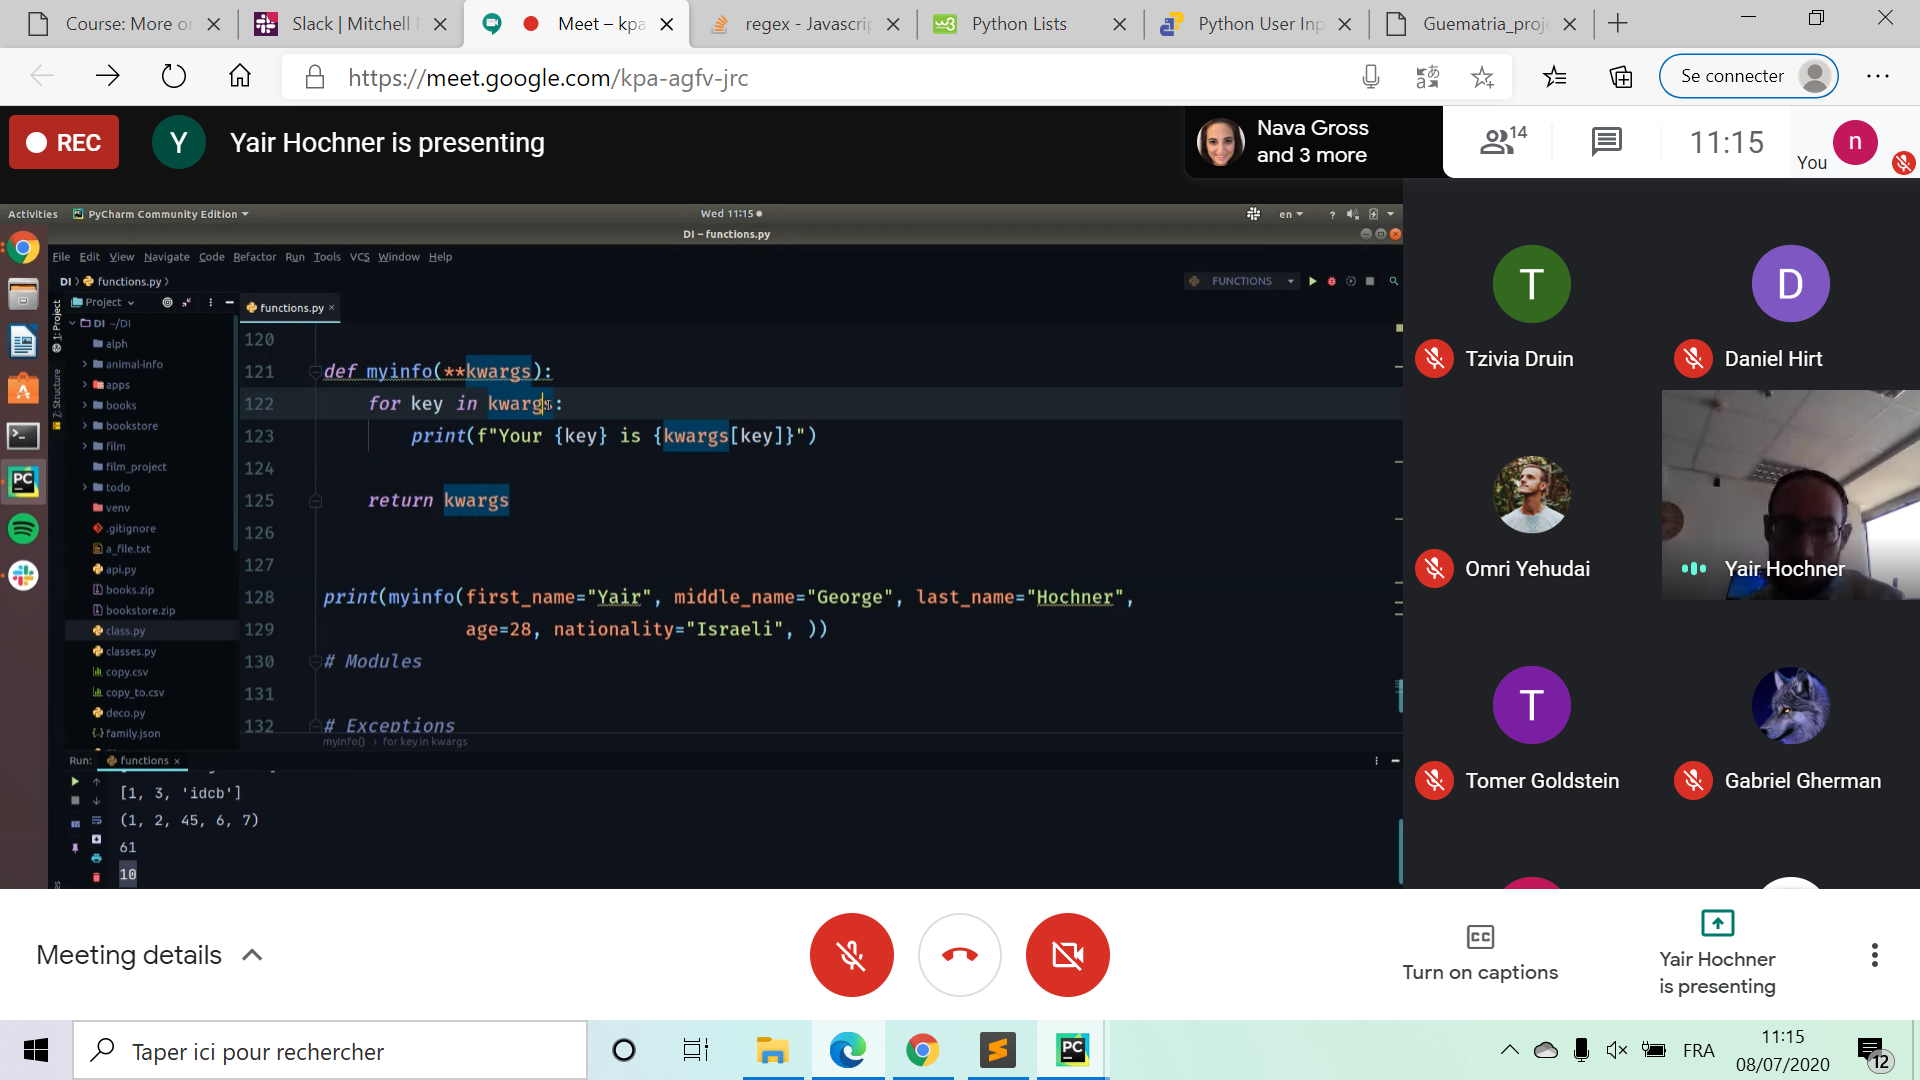 Course: More or
Slack | Mitchell
Meet – kpa
regex - Javascrip
Python Lists
Python User Inp
Guematria_proj
https://meet.google.com/kpa-agfv-jrc
Se connecter
REC
Y
Yair Hochner is presenting
Nava Gross
and 3 more
14
11:15
You
n
Activities
PyCharm Community Edition
Wed 11:15
en
DI – functions.py
File Edit View Navigate Code Refactor Run Tools VCS Window Help
DI
functions.py
FUNCTIONS
Project
functions.py
1: Project
7: Structure
DI ~/DI
alph
animal-info
apps
books
bookstore
film
film_project
todo
venv
.gitignore
a_file.txt
api.py
books.zip
bookstore.zip
class.py
classes.py
copy.csv
copy_to.csv
deco.py
family.json
120
121 def myinfo(**kwargs):
122 for key in kwargs:
123 print(f"Your {key} is {kwargs[key]}")
124
125 return kwargs
126
127
128 print(myinfo(first_name="Yair", middle_name="George", last_name="Hochner",
129 age=28, nationality="Israeli", ))
130 # Modules
131
132 # Exceptions
myinfo() › for key in kwargs
Run:
functions
[1, 3, 'idcb']
(1, 2, 45, 6, 7)
61
10
T
Tzivia Druin
D
Daniel Hirt
Omri Yehudai
Yair Hochner
T
Tomer Goldstein
Gabriel Gherman
Meeting details
Turn on captions
Yair Hochner
is presenting
Taper ici pour rechercher
FRA
11:15
08/07/2020
12